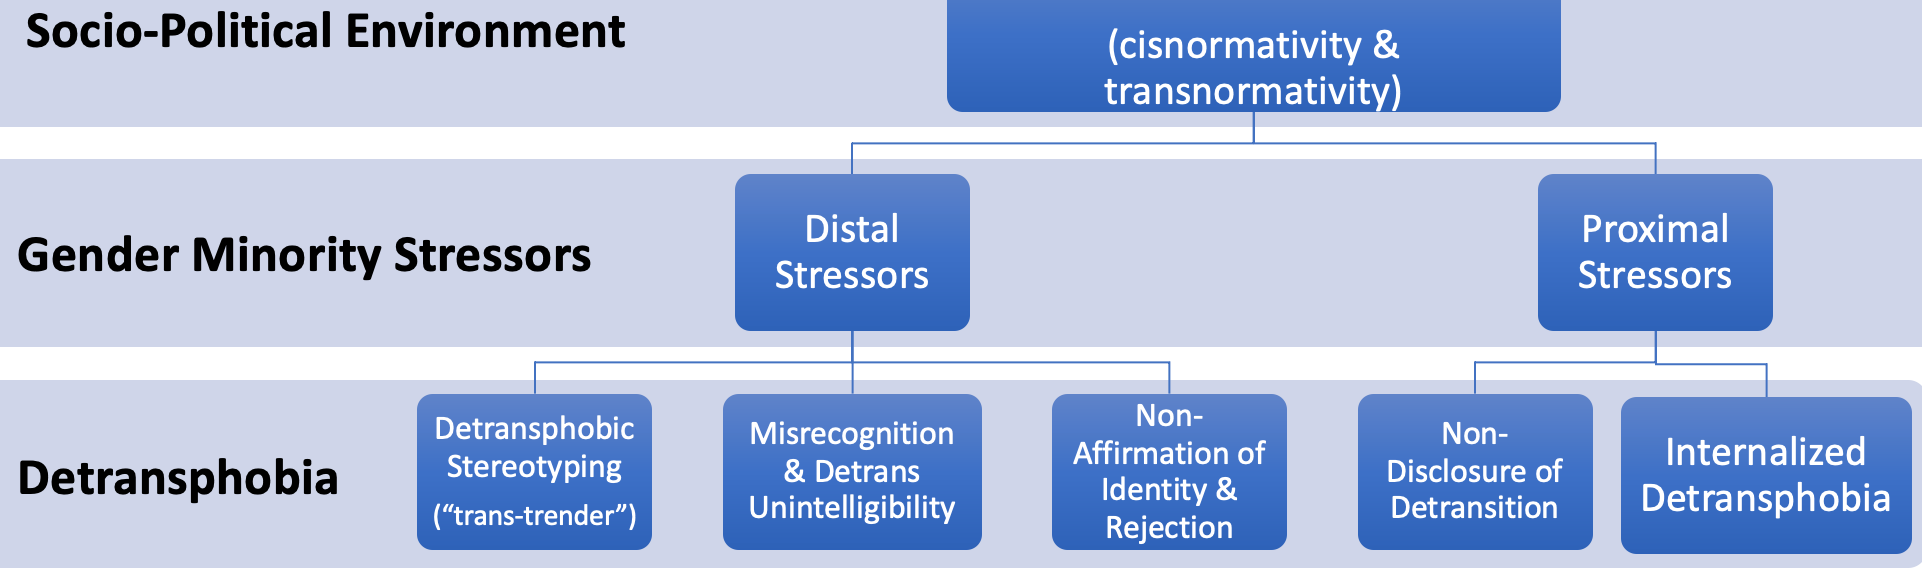 Socio-Political Environment
(cisnormativity &
transnormativity)
Gender Minority Stressors
Distal
Stressors
Proximal
Stressors
Detransphobia
Detransphobic
Stereotyping
(“trans-trender”)
Misrecognition
& Detrans
Unintelligibility
Non-
Affirmation of
Identity &
Rejection
Non-
Disclosure of
Detransition
Internalized
Detransphobia